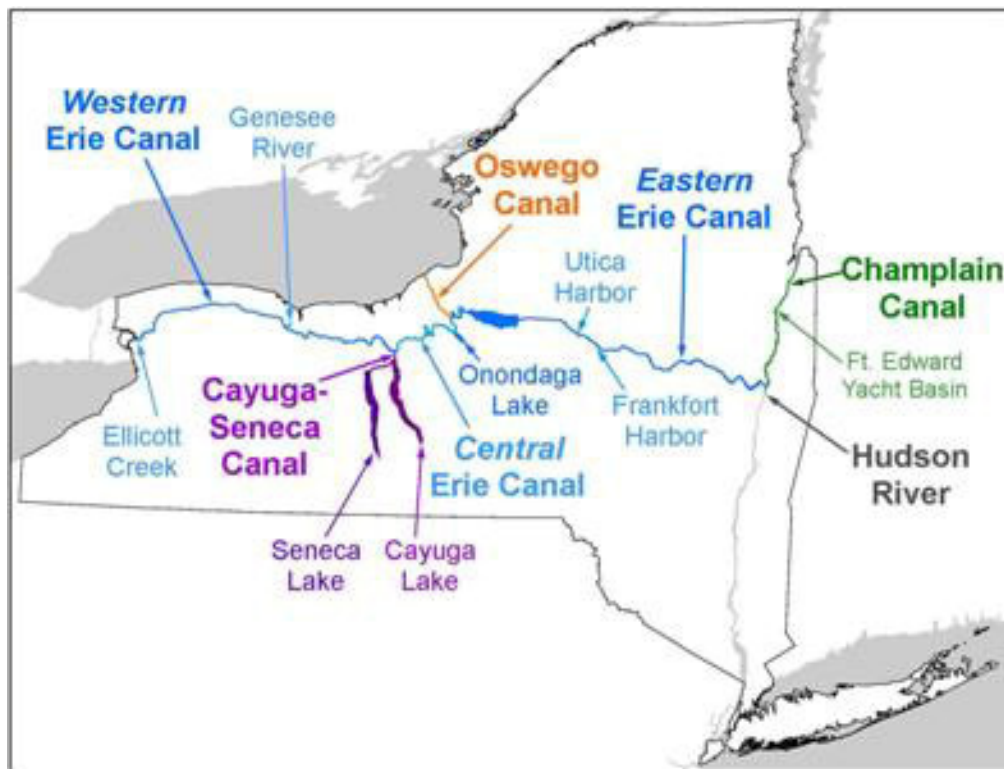 Western
Erie Canal
Genesee
River
Oswego
Canal
Eastern
Erie Canal
Utica
Harbor
Champlain
Canal
Ft. Edward
Yacht Basin
Onondaga
Lake
Cayuga-
Seneca
Canal
Ellicott
Creek
Central
Erie Canal
Frankfort
Harbor
Hudson
River
Seneca
Lake
Cayuga
Lake